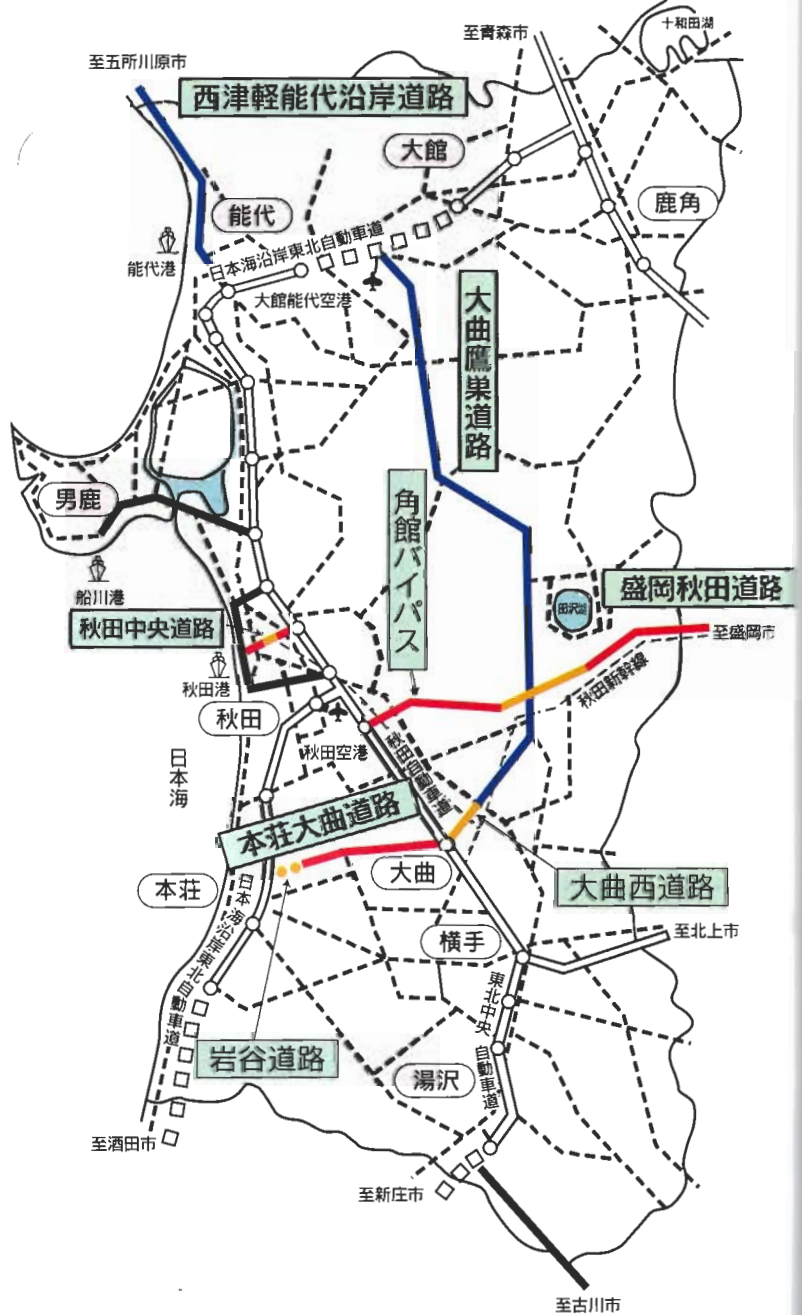 至青森市
十和田湖
至五所川原市
西津軽能代沿岸道路
大館
能代
鹿角
能代港
日本海沿岸東北自動車道
大館能代空港
大曲鷹巣道路
角館バイパス
男鹿
船川港
田沢湖
盛岡秋田道路
秋田中央道路
至盛岡市
秋田新幹線
秋田港
秋田
秋田空港
秋田自動車道
日本海
本荘大曲道路
本荘
大曲
大曲西道路
日本海沿岸東北自動車道
横手
至北上市
東北中央自動車道
岩谷道路
湯沢
至酒田市
至新庄市
至古川市